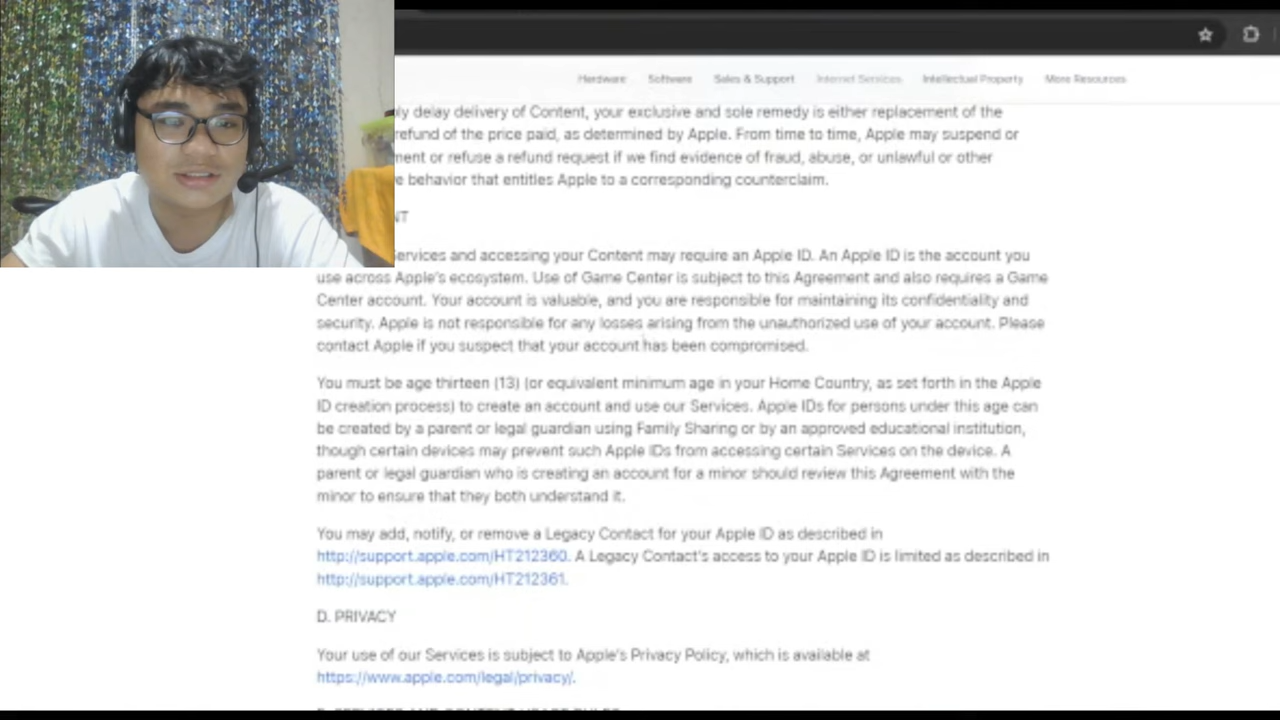 Hardware Software Sales & Support Internet Services Intellectual Property More Resources
ly delay delivery of Content, your exclusive and sole remedy is either replacement of the
refund of the price paid, as determined by Apple. From time to time, Apple may suspend or
ment or refuse a refund request if we find evidence of fraud, abuse, or unlawful or other
e behavior that entitles Apple to a corresponding counterclaim.
NT
Services and accessing your Content may require an Apple ID. An Apple ID is the account you
use across Apple's ecosystem. Use of Game Center is subject to this Agreement and also requires a Game
Center account. Your account is valuable, and you are responsible for maintaining its confidentiality and
security. Apple is not responsible for any losses arising from the unauthorized use of your account. Please
contact Apple if you suspect that your account has been compromised.
You must be age thirteen (13) (or equivalent minimum age in your Home Country, as set forth in the Apple
ID creation process) to create an account and use our Services. Apple IDs for persons under this age can
be created by a parent or legal guardian using Family Sharing or by an approved educational institution,
though certain devices may prevent such Apple IDs from accessing certain Services on the device. A
parent or legal guardian who is creating an account for a minor should review this Agreement with the
minor to ensure that they both understand it.
You may add, notify, or remove a Legacy Contact for your Apple ID as described in
http://support.apple.com/HT212360. A Legacy Contact's access to your Apple ID is limited as described in
http://support.apple.com/HT212361.
D. PRIVACY
Your use of our Services is subject to Apple's Privacy Policy, which is available at
https://www.apple.com/legal/privacy/.